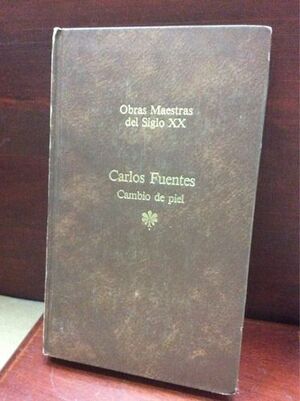 Obras Maestras
del Siglo XX
Carlos Fuentes
Cambio de piel